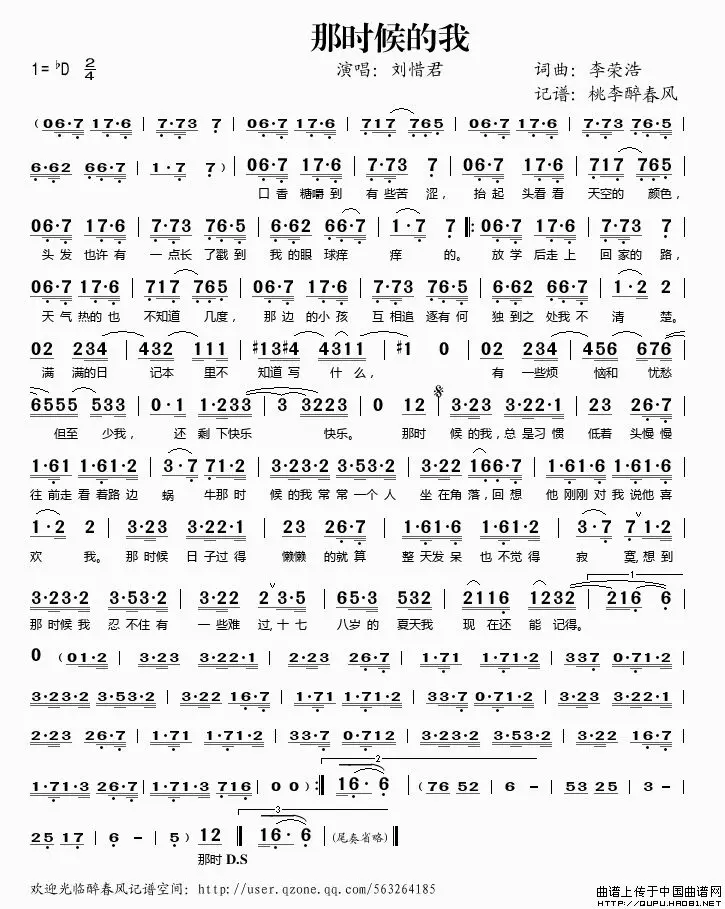 那时候的我
1=♭D 2/4 演唱：刘惜君 词曲：李荣浩
记谱：桃李醉春风
(06·7 17·6 | 7·73 7 | 06·7 17·6 | 717 765 | 06·7 17·6 | 7·73 76·5 |
6·62 66·7 | 1·7 7) | 06·7 17·6 | 7·73 7 | 06·7 17·6 | 717 765 |
口香 糖嚼到 有些苦 涩， 抬起 头看看 天空的 颜色，
06·7 17·6 | 7·73 76·5 | 6·62 66·7 | 1·7 7 ‖: 06·7 17·6 | 7·73 7 |
头发 也许有 一点长 了戳到 我的眼 球痒 痒 的。 放学 后走上 回家的 路，
06·7 17·6 | 717 765 | 06·7 17·6 | 7·73 76·5 | 6·62 66·7 | 1·2 2 |
天气 热的也 不知道 几度， 那边 的小孩 互相追 逐有何 独到之 处我不 清 楚。
02 234 | 432 111 | #13#4 4311 | #1 0 | 02 234 | 456 676 |
满 满的日 记本 里不 知道写 什么， 有 一些烦 恼和 忧愁
6555 533 | 0·1 1·233 | 3 3223 | 0 12 | 3·23 3·22·1 | 23 26·7 |
但至 少我， 还 剩下快乐 快乐。 那时 候的我，总是习惯 低着 头慢慢
1·61 1·61·2 | 3·7 71·2 | 3·23·2 3·53·2 | 3·22 166·7 | 1·61·6 1·61·6 |
往前走 看着路边 蜗 牛那时 候的我 常常一个人 坐在角 落，回想 他刚刚对 我说他喜
1·2 2 | 3·23 3·22·1 | 23 26·7 | 1·61·6 1·61·6 | 3·7 71·2 |
欢 我。 那时候 日子过得 懒懒 的就算 整天发呆 也不觉得 寂 寞，想到
3·23·2 3·53·2 | 3·22 23·5 | 65·3 532 | 2116 1232 | 216 6 |
那时候我 忍不住有 一些难 过，十七 八岁的 夏天我 现在还 能记得。
0 (01·2 | 3·23 3·22·1 | 2·23 26·7 | 1·71 1·71·2 | 337 0·71·2 |
3·23·2 3·53·2 | 3·22 16·7 | 1·71 1·71·2 | 33·7 0·71·2 | 3·23 3·22·1 |
2·23 26·7 | 1·71 1·71·2 | 33·7 0·712 | 3·23·2 3·53·2 | 3·22 16·7 |
1·71·3 26·7 | 1·71·3 716 | 00) :‖ 16· 6 | (76 52 | 6 - | 53 25 | 3 - |
25 17 | 6 - | 5) 12 ‖ 16· 6 | (尾奏省略) ‖
那时 D.S
欢迎光临醉春风记谱空间：http://user.qzone.qq.com/563264185
曲谱上传于中国曲谱网
HTTP://QUPU.HAO81.NET